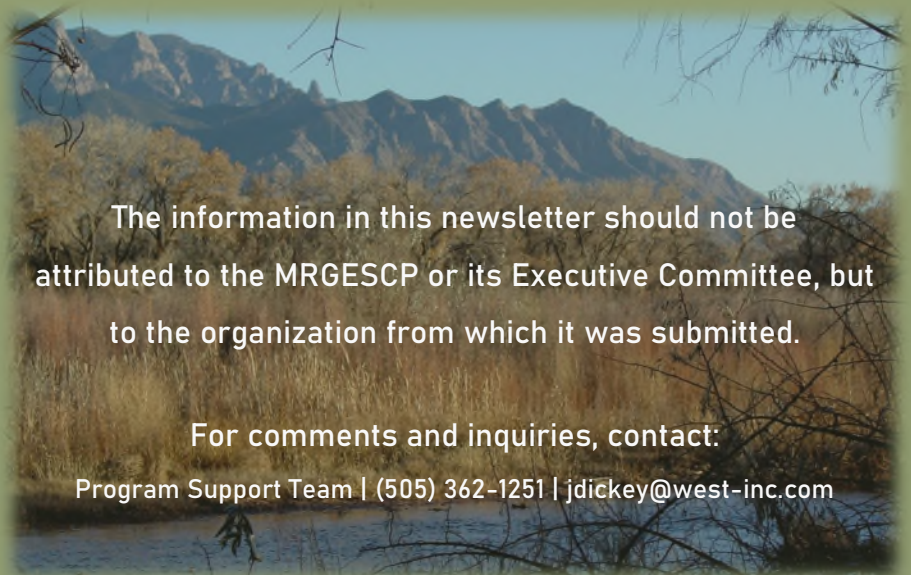 The information in this newsletter should not be
attributed to the MRGESCP or its Executive Committee, but
to the organization from which it was submitted.
For comments and inquiries, contact:
Program Support Team | (505) 362-1251 | jdickey@west-inc.com